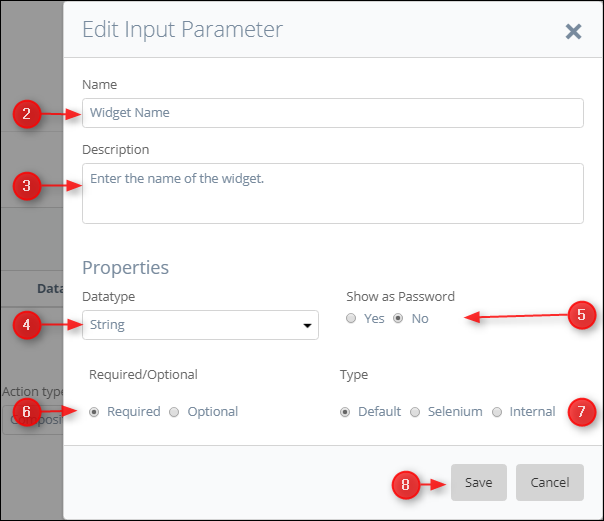 Edit Input Parameter
Name
2
Widget Name
Description
3
Enter the name of the widget.
Properties
Data
Datatype
Show as Password
4
String
Yes
No
5
Required/Optional
Type
Action type
6
Required
Optional
Default
Selenium
Internal
7
8
Save
Cancel